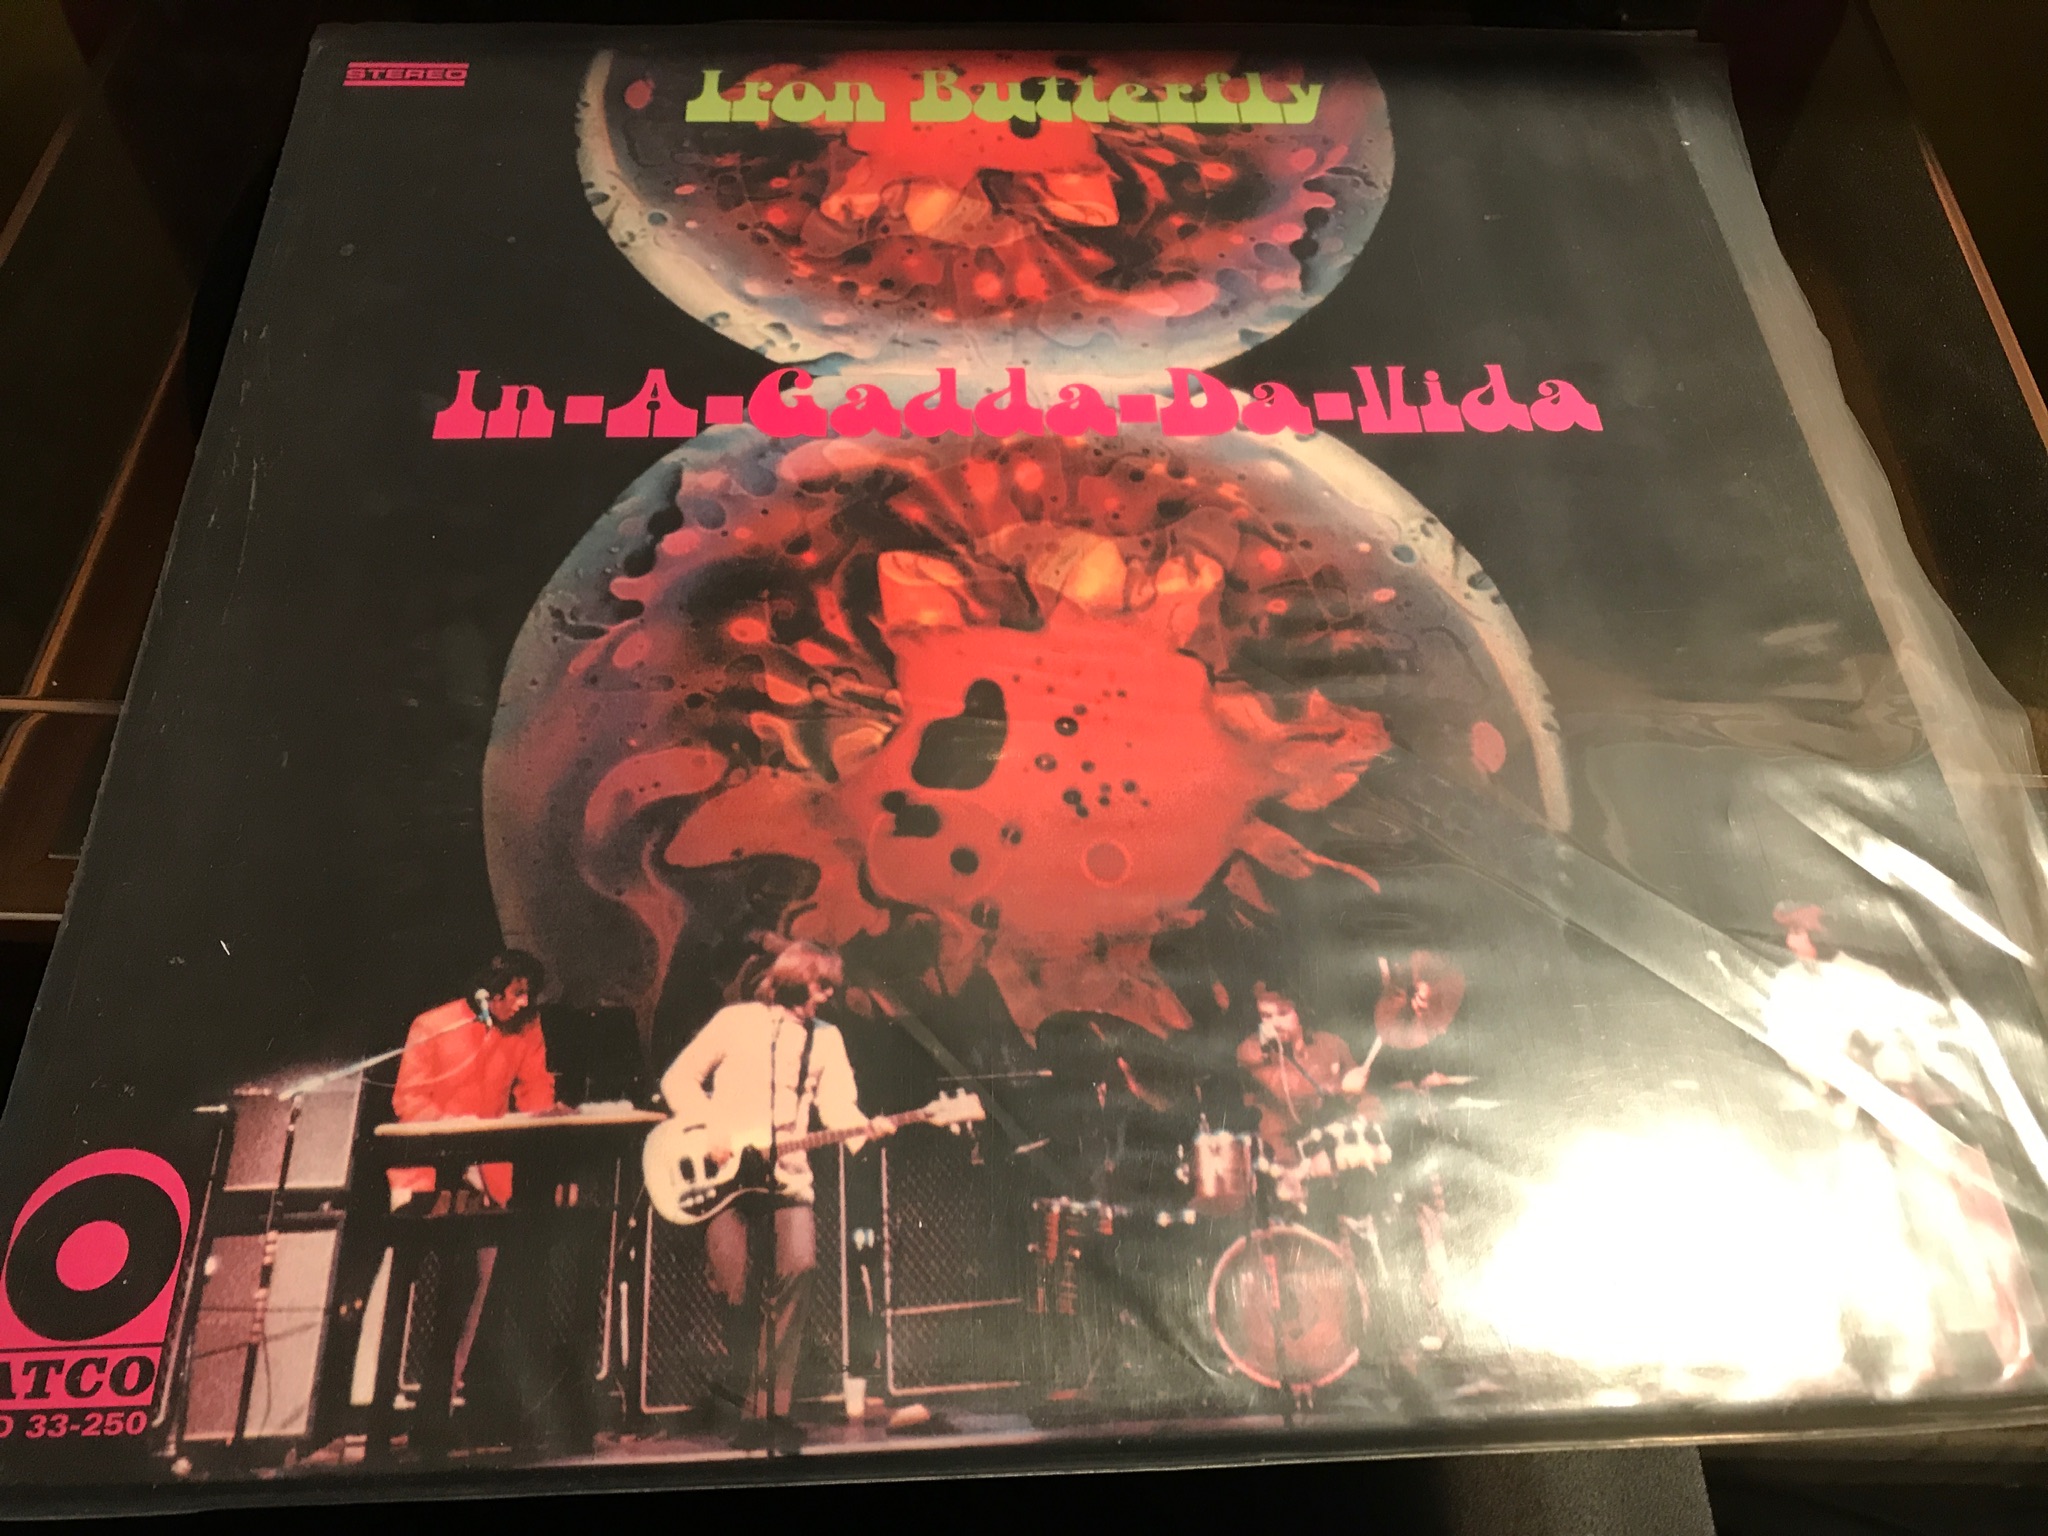 STEREO
Iron Butterfly
In-A-Gadda-Da-Vida
ATCO
D 33-250